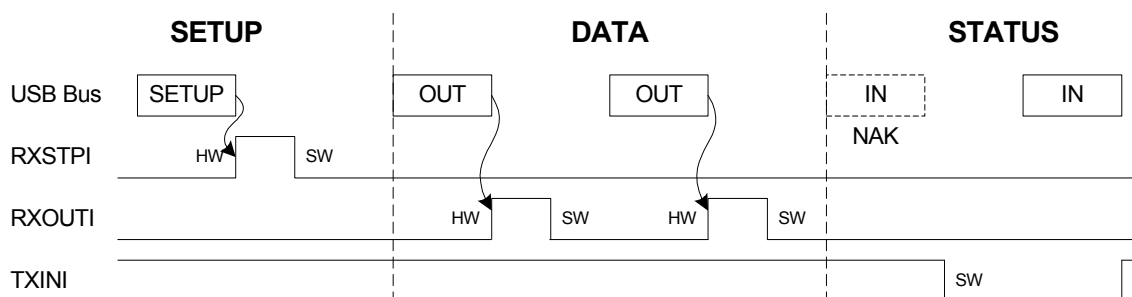 SETUP DATA STATUS
USB Bus SETUP OUT OUT IN IN
NAK
RXSTPI HW SW
RXOUTI HW SW HW SW
TXINI SW